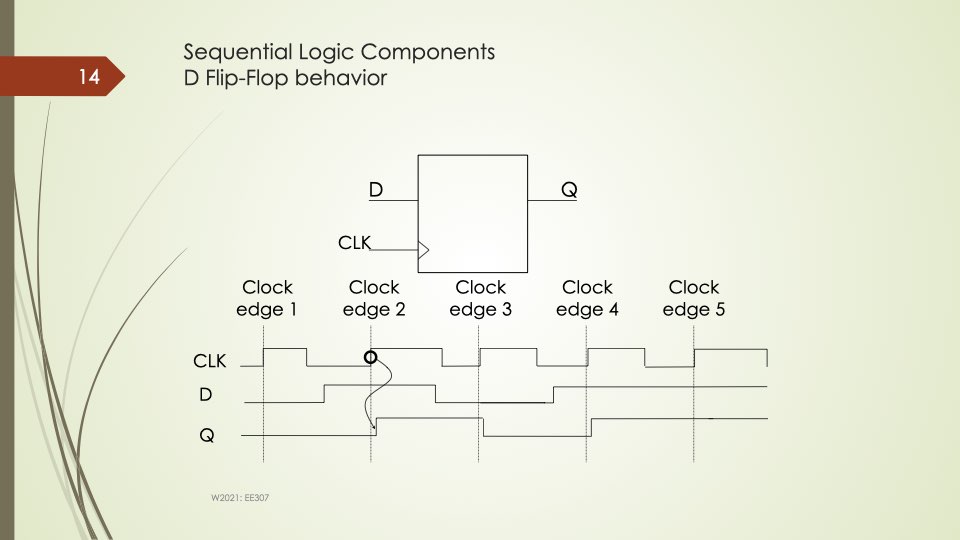 Sequential Logic Components
14
D Flip-Flop behavior
D
Q
CLK
Clock Clock Clock Clock Clock
edge 1 edge 2 edge 3 edge 4 edge 5
CLK
D
Q
W2021: EE307